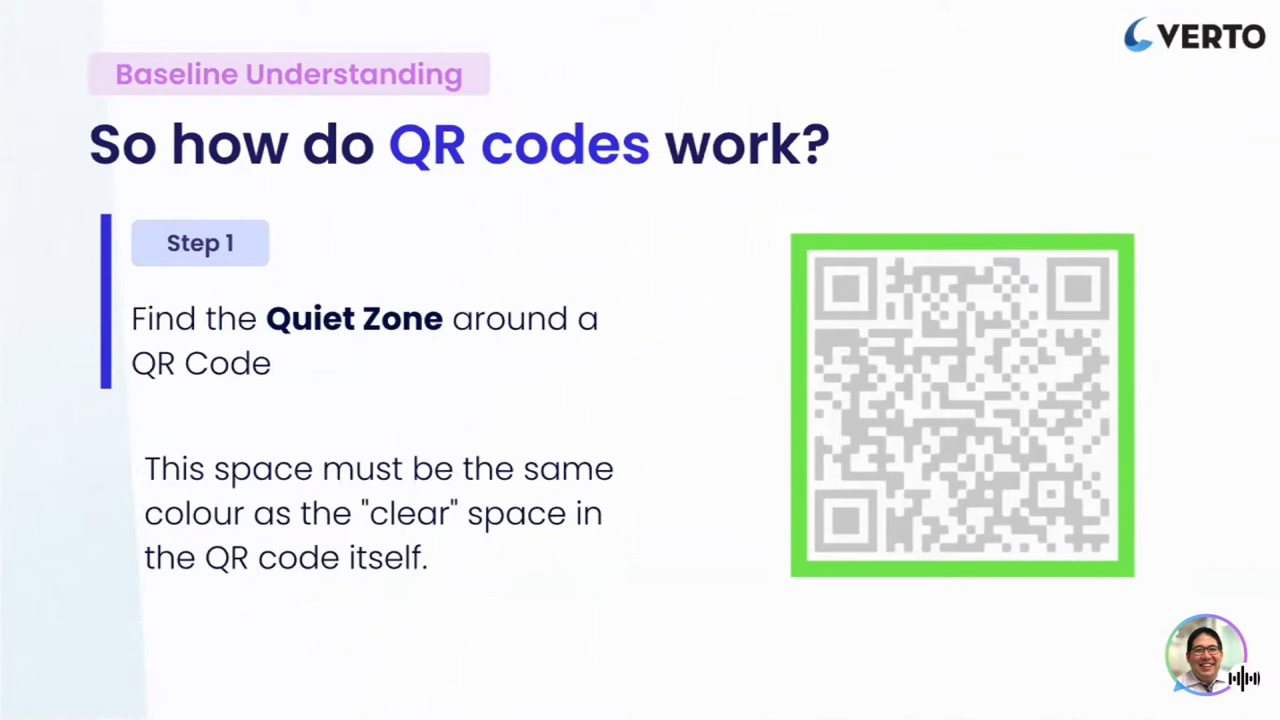 VERTO
Baseline Understanding
So how do QR codes work?
Step 1
Find the Quiet Zone around a
QR Code
This space must be the same
colour as the "clear" space in
the QR code itself.